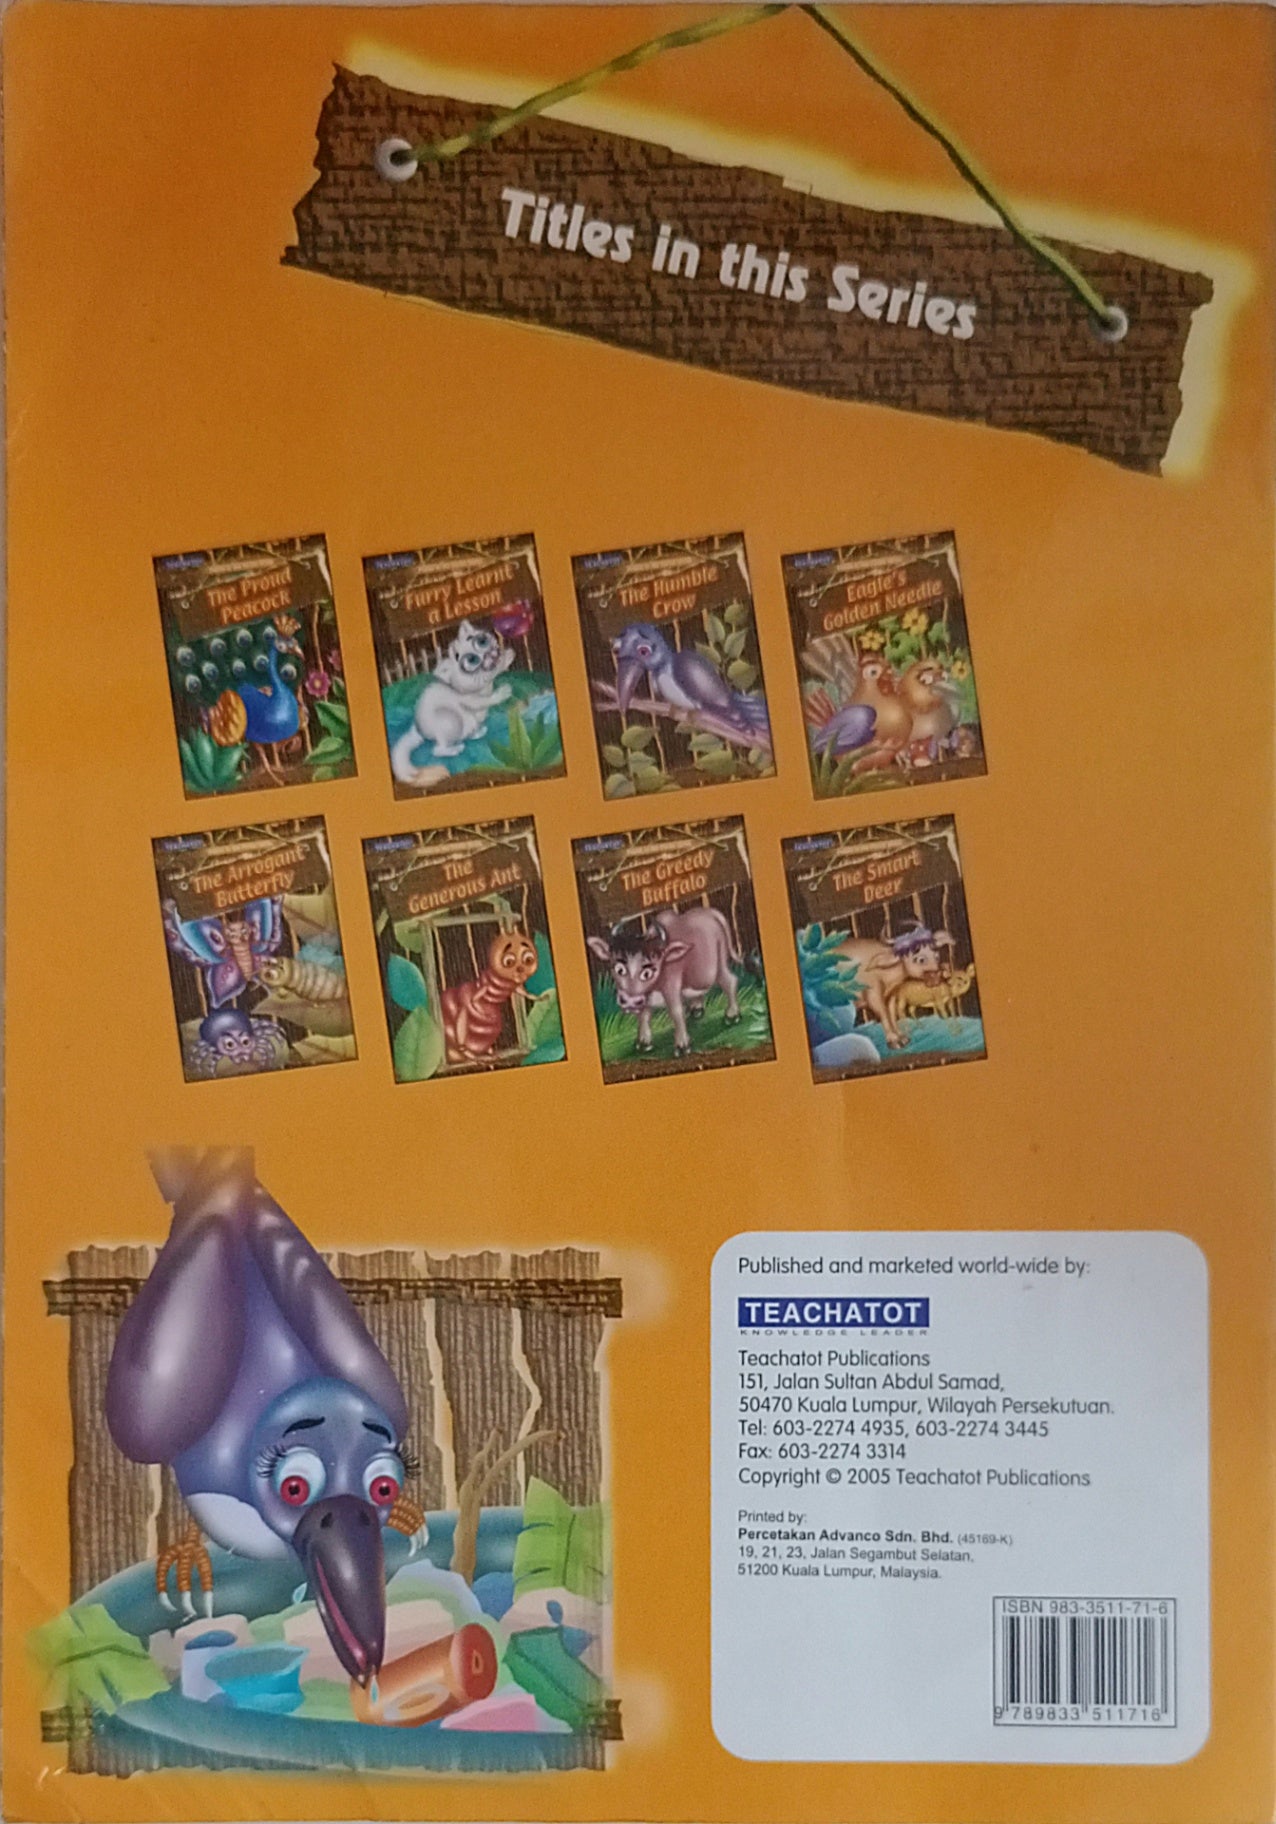 Titles in this Series
The Proud
Peacock
Furry Learnt
a Lesson
The Humble
Crow
Eagle's
Golden Needle
The Arrogant
Butterfly
The
Generous Ant
The Greedy
Buffalo
The Smart
Deer
Published and marketed world-wide by:
TEACHATOT
KNOWLEDGE LEADER
Teachatot Publications
151, Jalan Sultan Abdul Samad,
50470 Kuala Lumpur, Wilayah Persekutuan.
Tel: 603-2274 4935, 603-2274 3445
Fax: 603-2274 3314
Copyright © 2005 Teachatot Publications
Printed by:
Percetakan Advanco Sdn. Bhd. (45169-K)
19, 21, 23, Jalan Segambut Selatan,
51200 Kuala Lumpur, Malaysia.
ISBN 983-3511-71-6
9 789833 511716